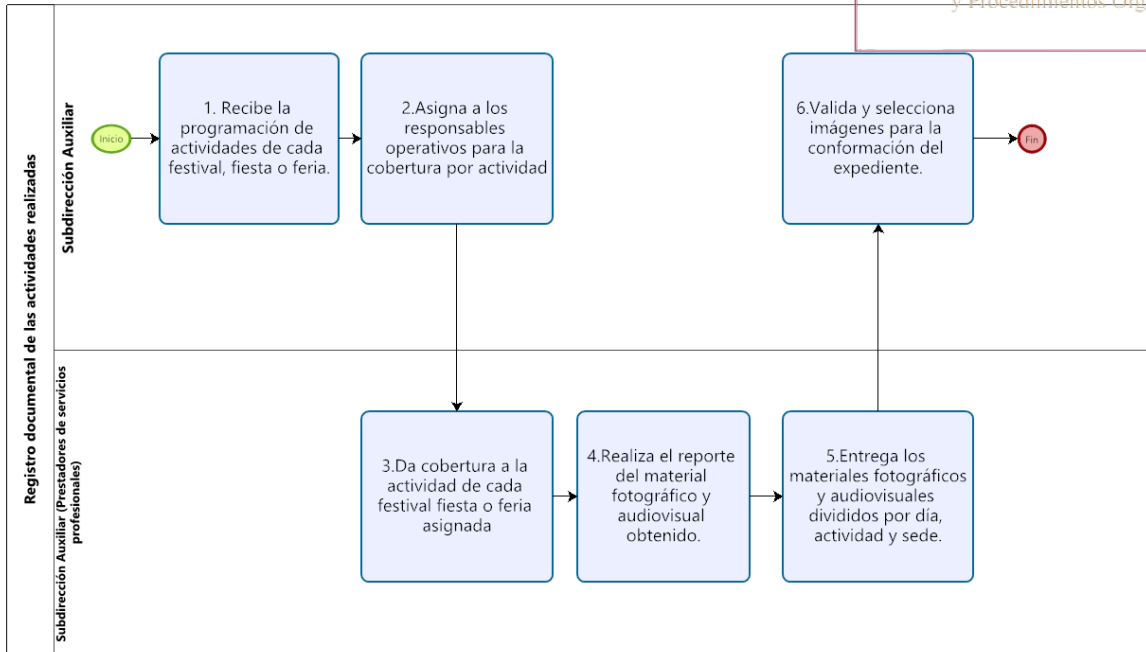 y Procedimientos
Registro documental de las actividades realizadas
Subdirección Auxiliar
Inicio
1. Recibe la
programación de
actividades de cada
festival, fiesta o feria.
2.Asigna a los
responsables
operativos para la
cobertura por actividad
6.Valida y selecciona
imágenes para la
conformación del
expediente.
Fin
Subdirección Auxiliar (Prestadores de servicios
profesionales)
3.Da cobertura a la
actividad de cada
festival fiesta o feria
asignada
4.Realiza el reporte
del material
fotográfico y
audiovisual
obtenido.
5.Entrega los
materiales fotográficos
y audiovisuales
divididos por día,
actividad y sede.